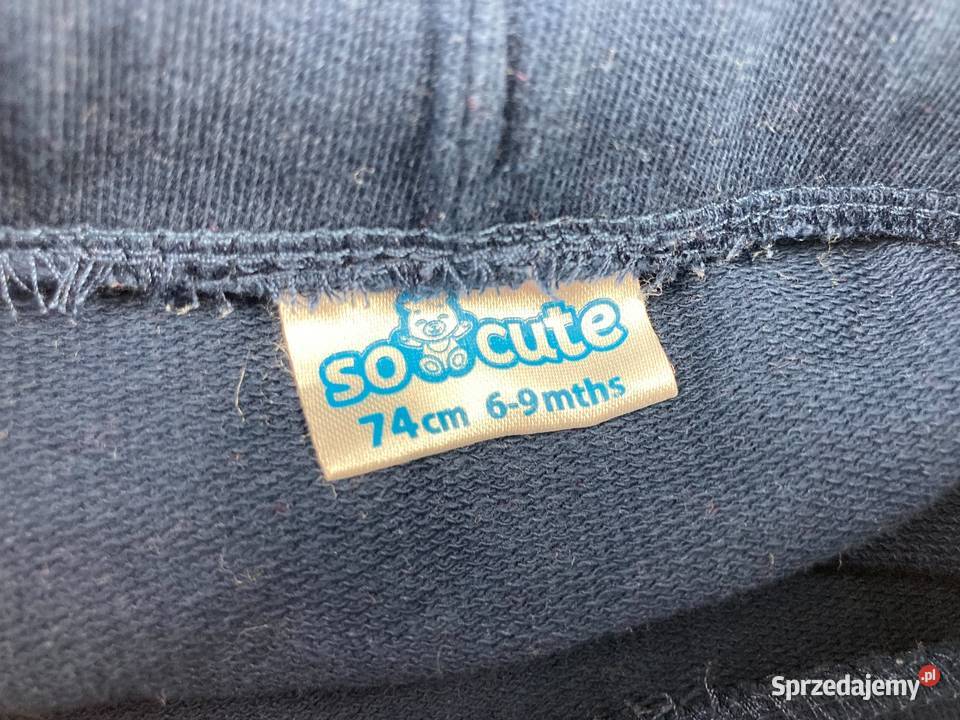 so cute
74cm 6-9mths
Sprzedajemy.pl